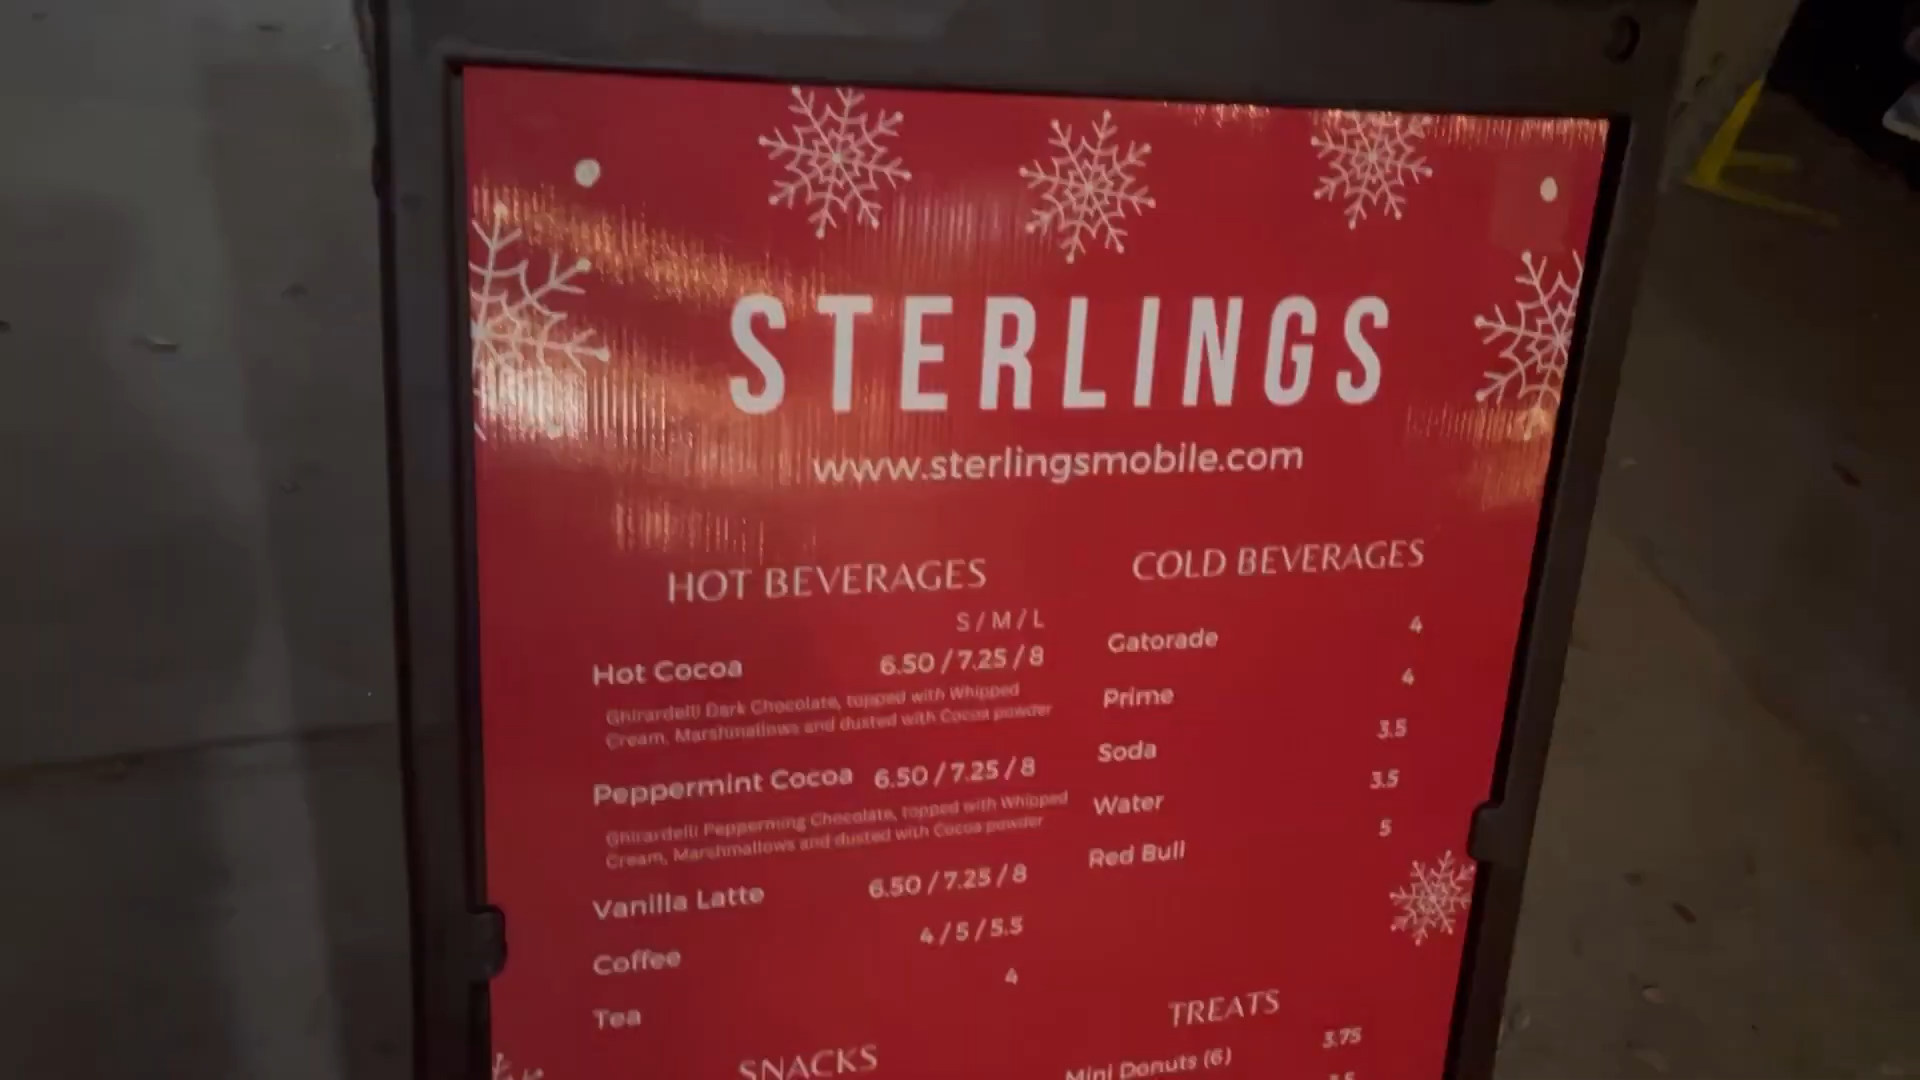 STERLINGS
www.sterlingsmobile.com
HOT BEVERAGES
S / M / L
Hot Cocoa 6.50 / 7.25 / 8
Ghirardelli Dark Chocolate, topped with Whipped
Cream, Marshmallows and dusted with Cocoa powder
Peppermint Cocoa 6.50 / 7.25 / 8
Ghirardelli Pepperming Chocolate, topped with Whipped
Cream, Marshmallows and dusted with Cocoa powder
Vanilla Latte 6.50 / 7.25 / 8
Coffee 4 / 5 / 5.5
Tea 4
SNACKS
COLD BEVERAGES
Gatorade 4
Prime 4
Soda 3.5
Water 3.5
Red Bull 5
TREATS
Mini Donuts (6) 3.75